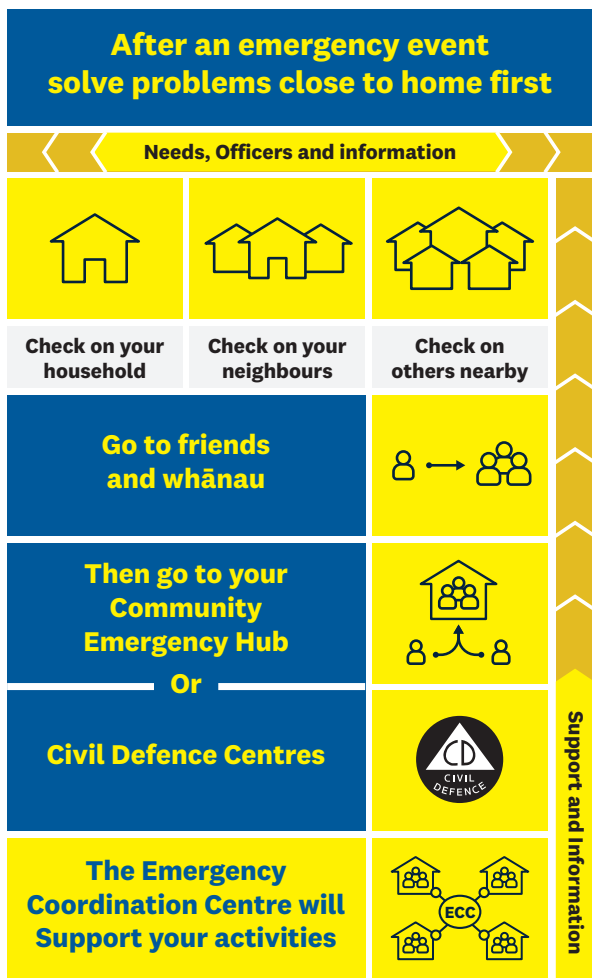 After an emergency event
solve problems close to home first
Needs, Officers and information
Check on your
household
Check on your
neighbours
Check on
others nearby
Go to friends
and whānau
Then go to your
Community
Emergency Hub
Or
Civil Defence Centres
CD
CIVIL
DEFENCE
The Emergency
Coordination Centre will
Support your activities
ECC
Support and Information